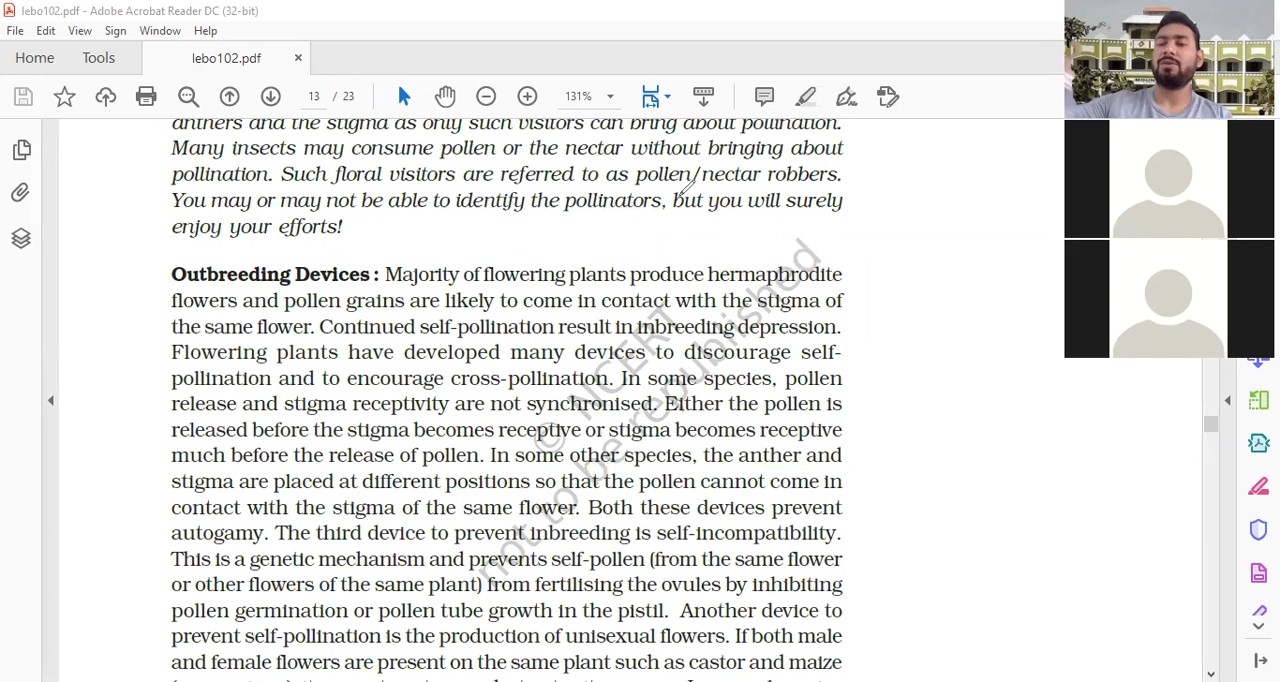 lebo102.pdf - Adobe Acrobat Reader DC (32-bit)
File Edit View Sign Window Help
Home Tools lebo102.pdf ×
13 / 23 131%
anthers and the stigma as only such visitors can bring about pollination.
Many insects may consume pollen or the nectar without bringing about
pollination. Such floral visitors are referred to as pollen/nectar robbers.
You may or may not be able to identify the pollinators, but you will surely
enjoy your efforts!
Outbreeding Devices : Majority of flowering plants produce hermaphrodite
flowers and pollen grains are likely to come in contact with the stigma of
the same flower. Continued self-pollination result in inbreeding depression.
Flowering plants have developed many devices to discourage self-
pollination and to encourage cross-pollination. In some species, pollen
release and stigma receptivity are not synchronised. Either the pollen is
released before the stigma becomes receptive or stigma becomes receptive
much before the release of pollen. In some other species, the anther and
stigma are placed at different positions so that the pollen cannot come in
contact with the stigma of the same flower. Both these devices prevent
autogamy. The third device to prevent inbreeding is self-incompatibility.
This is a genetic mechanism and prevents self-pollen (from the same flower
or other flowers of the same plant) from fertilising the ovules by inhibiting
pollen germination or pollen tube growth in the pistil. Another device to
prevent self-pollination is the production of unisexual flowers. If both male
and female flowers are present on the same plant such as castor and maize
© NCERT
not to be republished